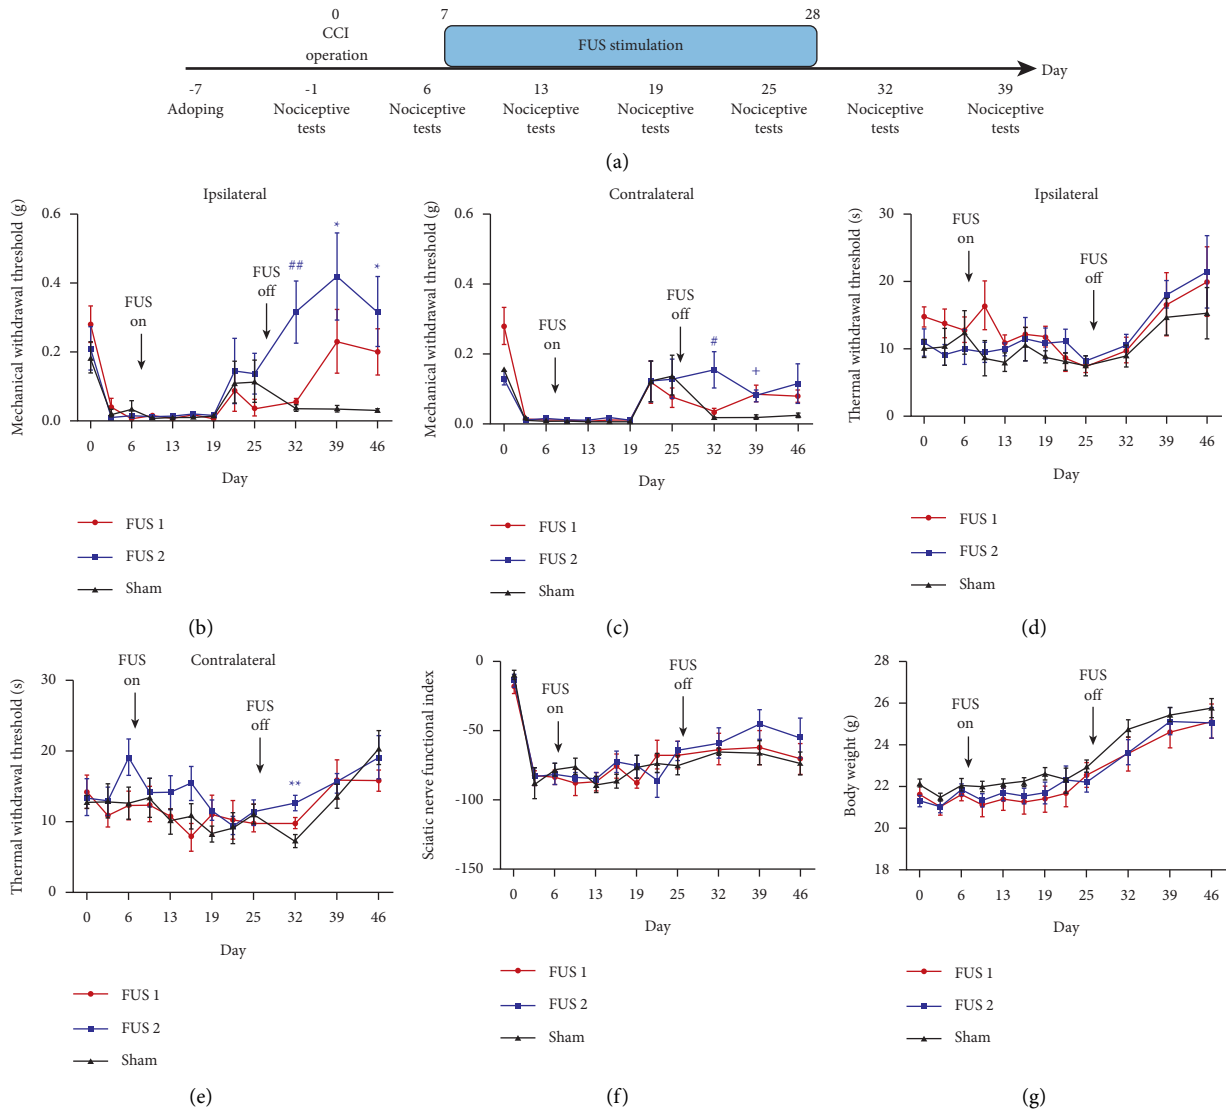 0
CCI
operation
7
28
FUS stimulation
Day
-7
Adoping
-1
Nociceptive
tests
6
Nociceptive
tests
13
Nociceptive
tests
19
Nociceptive
tests
25
Nociceptive
tests
32
Nociceptive
tests
39
Nociceptive
tests
(a)
Ipsilateral
Mechanical withdrawal threshold (g)
0.6
0.4
0.2
0.0
FUS
on
FUS
off
##
*
*
0 6 13 19 25 32 39 46
Day
FUS 1
FUS 2
Sham
(b)
Contralateral
Mechanical withdrawal threshold (g)
0.6
0.4
0.2
0.0
FUS
on
FUS
off
#
+
0 6 13 19 25 32 39 46
Day
FUS 1
FUS 2
Sham
(c)
Ipsilateral
Thermal withdrawal threshold (s)
30
20
10
0
FUS
on
FUS
off
0 6 13 19 25 32 39 46
Day
FUS 1
FUS 2
Sham
(d)
Contralateral
Thermal withdrawal threshold (s)
30
20
10
0
FUS
on
FUS
off
**
0 6 13 19 25 32 39 46
Day
FUS 1
FUS 2
Sham
(e)
Sciatic nerve functional index
0
-50
-100
-150
FUS
on
FUS
off
0 6 13 19 25 32 39 46
Day
FUS 1
FUS 2
Sham
(f)
Body weight (g)
28
26
24
22
20
18
FUS
on
FUS
off
0 6 13 19 25 32 39 46
Day
FUS 1
FUS 2
Sham
(g)